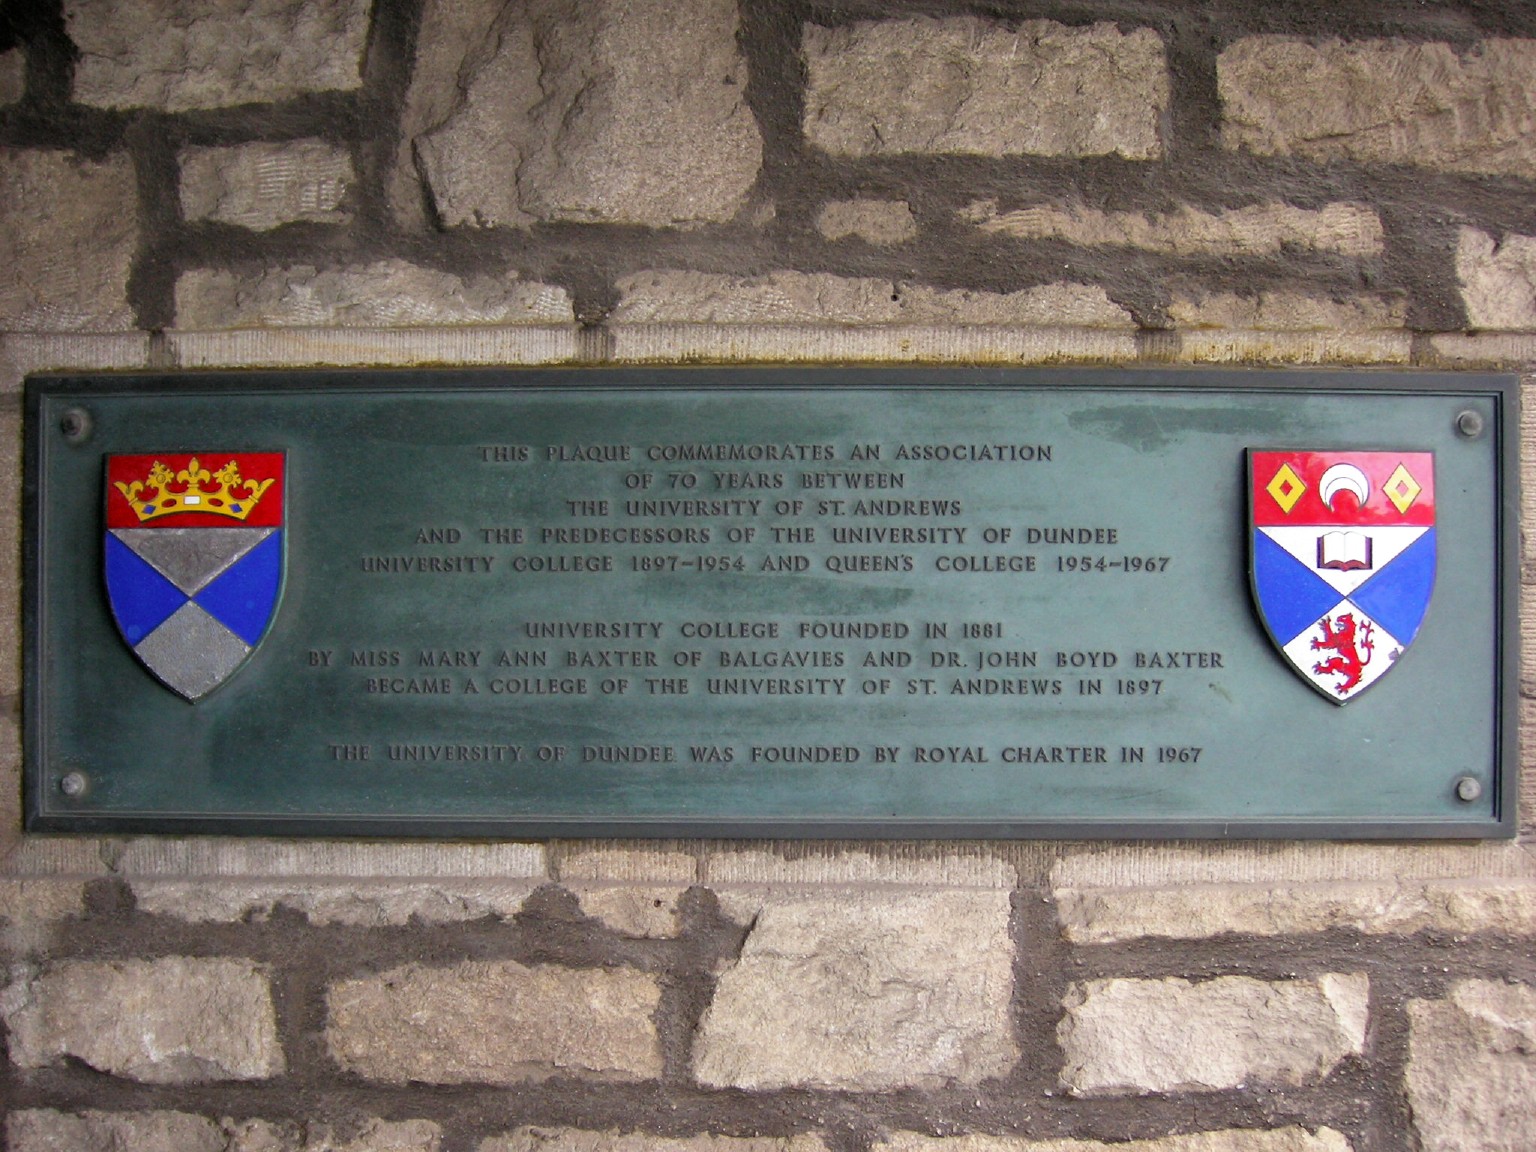 THIS PLAQUE COMMEMORATES AN ASSOCIATION
OF 70 YEARS BETWEEN
THE UNIVERSITY OF ST. ANDREWS
AND THE PREDECESSORS OF THE UNIVERSITY OF DUNDEE
UNIVERSITY COLLEGE 1897-1954 AND QUEEN'S COLLEGE 1954-1967
UNIVERSITY COLLEGE FOUNDED IN 1881
BY MISS MARY ANN BAXTER OF BALGAVIES AND DR. JOHN BOYD BAXTER
BECAME A COLLEGE OF THE UNIVERSITY OF ST. ANDREWS IN 1897
THE UNIVERSITY OF DUNDEE WAS FOUNDED BY ROYAL CHARTER IN 1967